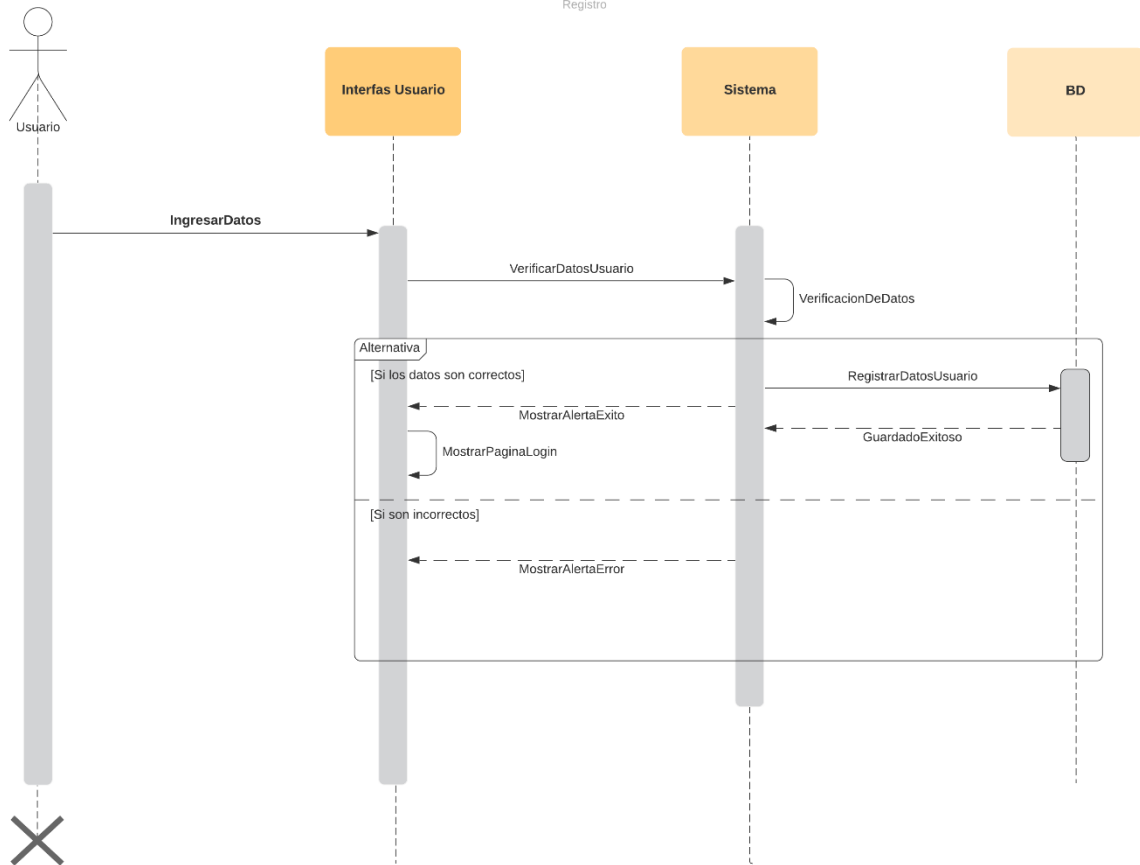 Registro
Usuario
Interfas Usuario
Sistema
BD
IngresarDatos
VerificarDatosUsuario
VerificacionDeDatos
Alternativa
[Si los datos son correctos]
RegistrarDatosUsuario
MostrarAlertaExito
GuardadoExitoso
MostrarPaginaLogin
[Si son incorrectos]
MostrarAlertaError